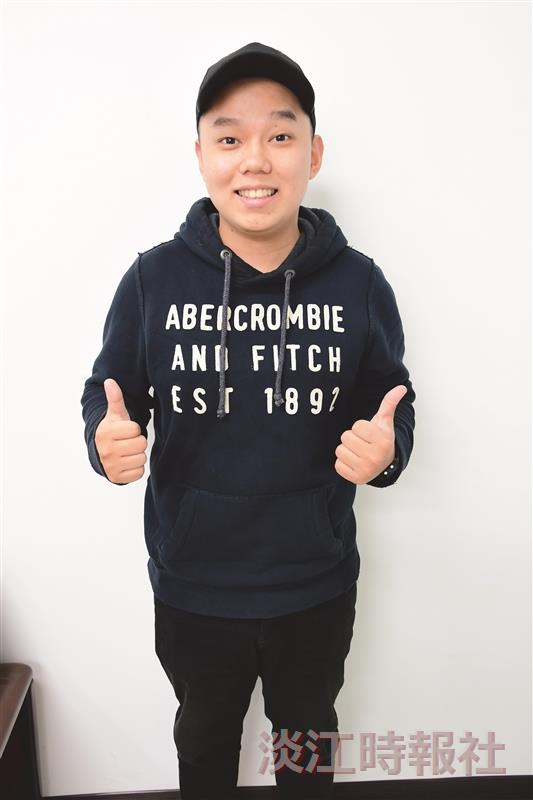 ABERCROMBIE
AND FITCH
EST 1892
淡江時報社